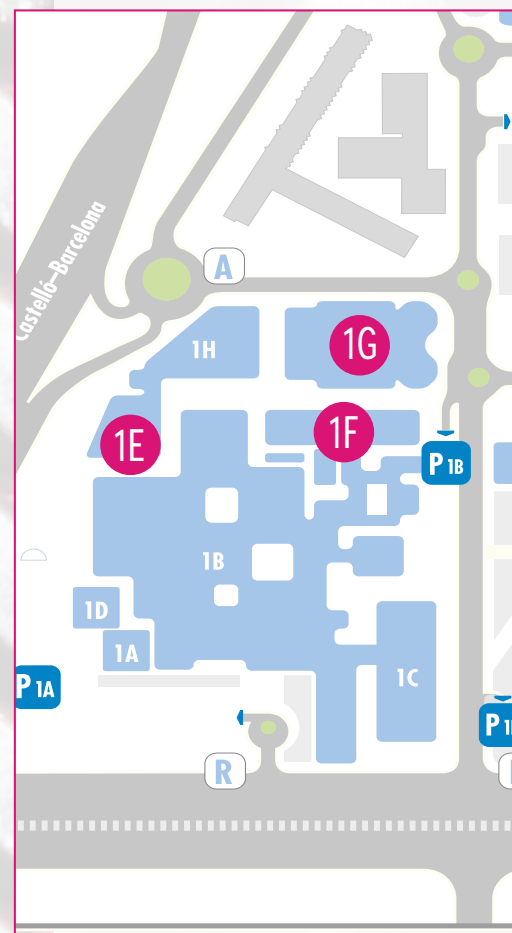 Castelló–Barcelona
A
1H
1G
1E
1F
P 1B
1B
1D
1A
P 1A
1C
R